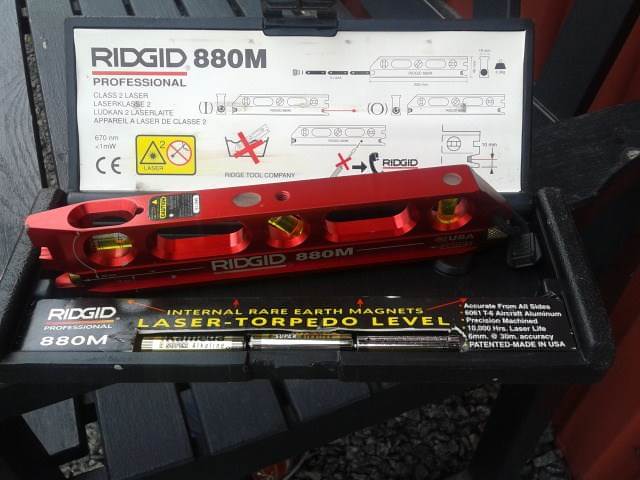 RIDGID 880M
PROFESSIONAL
CLASS 2 LASER
LASERKLASSE 2
LUOKAN 2 LASERLAITE
APPAREIL A LASER DE CLASSE 2
670 nm
<1mW
CE
2
LASER
RIDGE TOOL COMPANY
RIDGID
10 mm
RIDGID 880M
USA
RIDGID
PROFESSIONAL
880M
INTERNAL RARE EARTH MAGNETS
LASER-TORPEDO LEVEL
• Accurate From All Sides
• 6061 T-6 Aircraft Aluminum
• Precision Machined
• 10,000 Hrs. Laser Life
6mm. @ 30m. accuracy
PATENTED-MADE IN USA
SUPER